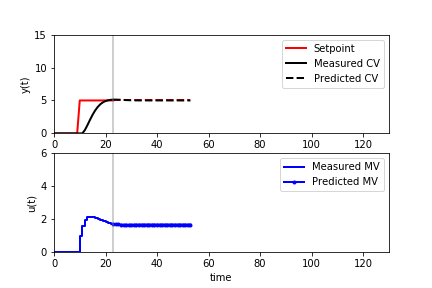 15
10
5
0
y(t)
Setpoint
Measured CV
Predicted CV
0 20 40 60 80 100 120
6
4
2
0
u(t)
Measured MV
Predicted MV
0 20 40 60 80 100 120
time